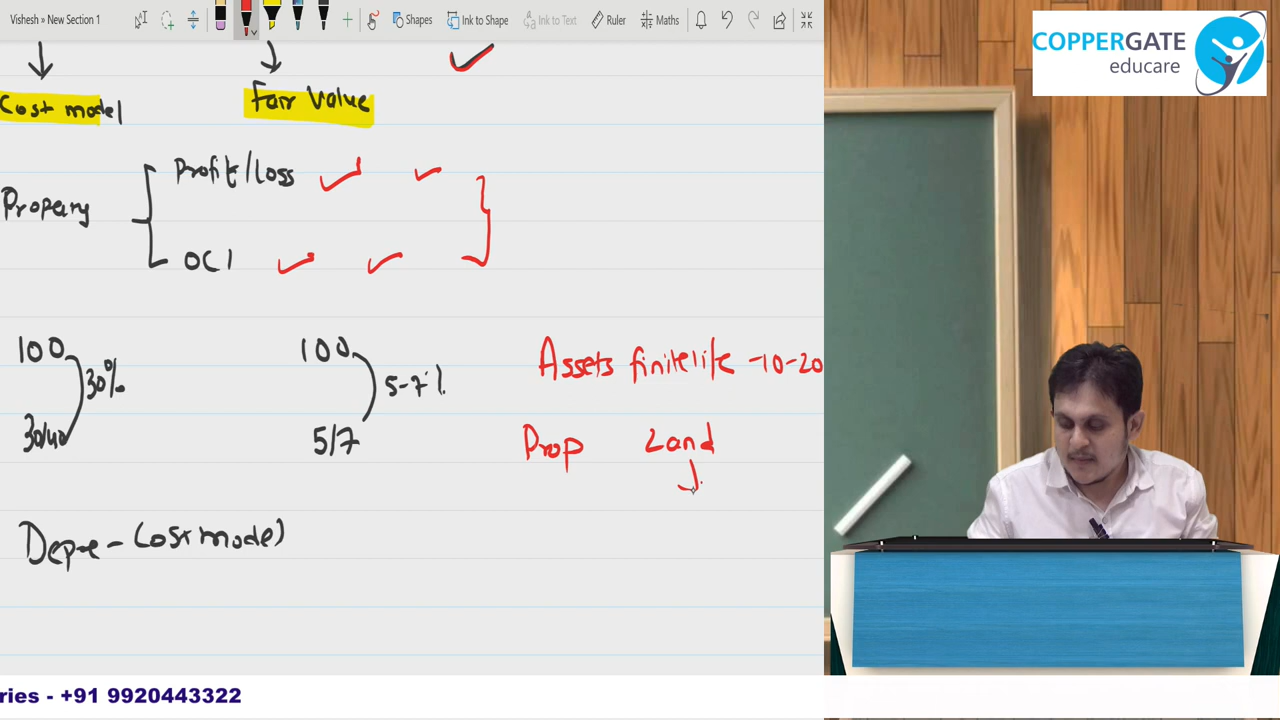 Vishesh » New Section 1
Shapes
Ink to Shape
Ink to Text
Ruler
Maths
COPPERGATE
educare
Cost model
Fair Value
Profit/Loss
Property
OCI
100
30%
30/40
100
5-7%
5/7
Assets finite life -10-20
Prop Land
Depre - Cost model
ries - +91 9920443322